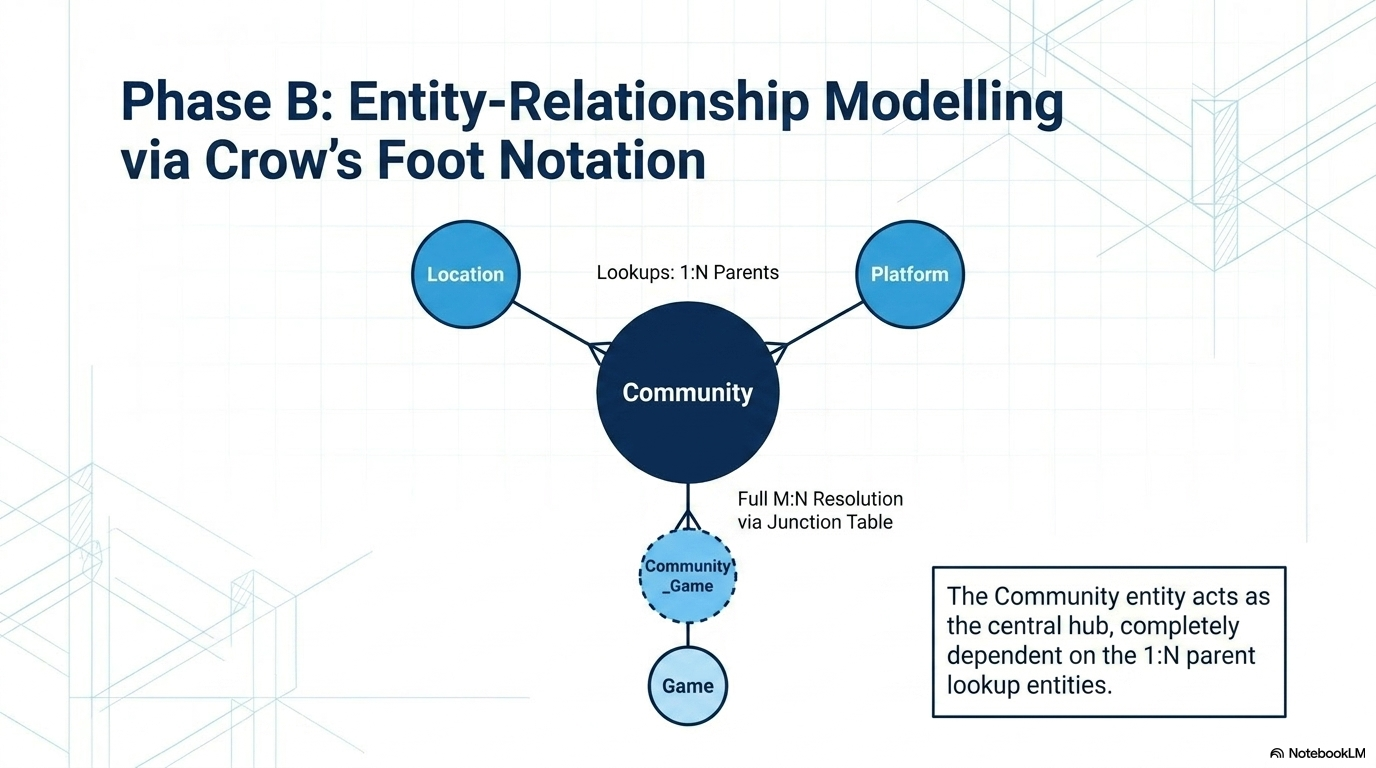 Phase B: Entity-Relationship Modelling
via Crow’s Foot Notation
Location
Lookups: 1:N Parents
Platform
Community
Full M:N Resolution
via Junction Table
Community
_Game
Game
The Community entity acts as
the central hub, completely
dependent on the 1:N parent
lookup entities.
NotebookLM